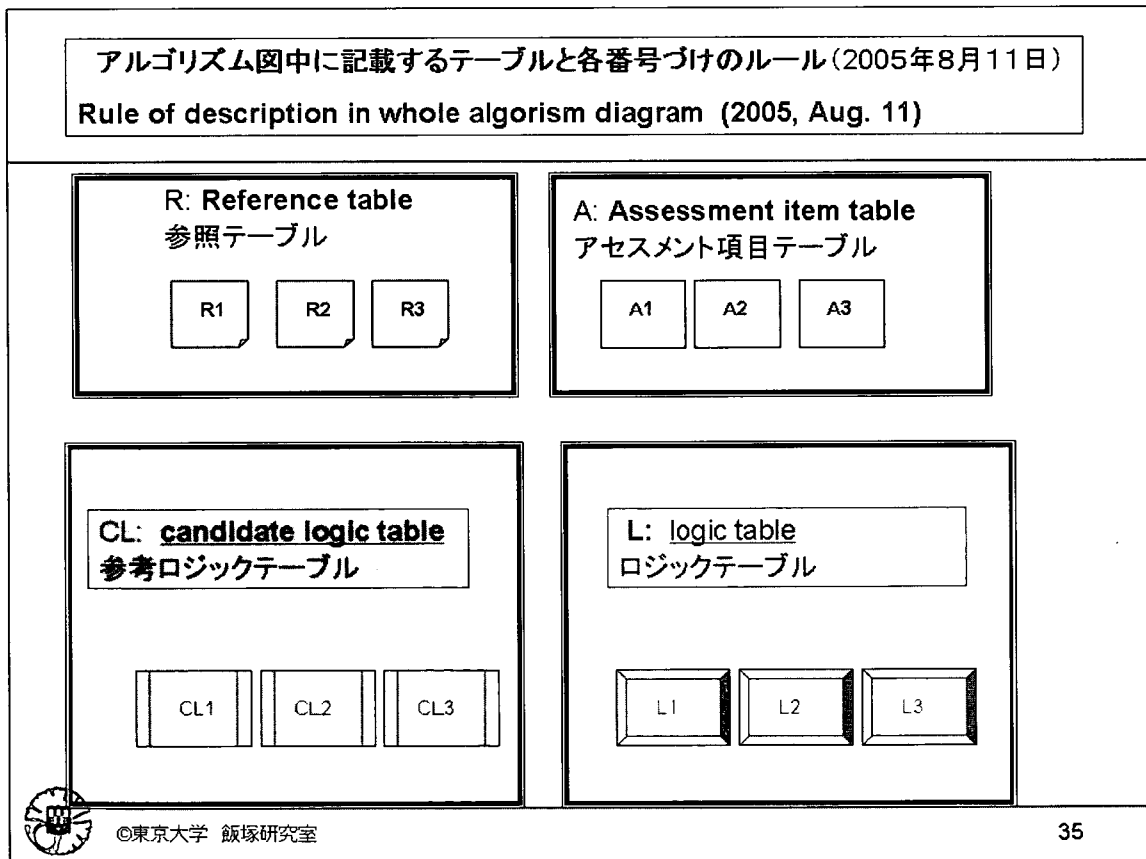 アルゴリズム図中に記載するテーブルと各番号づけのルール(2005年8月11日)
Rule of description in whole algorism diagram (2005, Aug. 11)
R: Reference table
参照テーブル
R1 R2 R3
A: Assessment item table
アセスメント項目テーブル
A1 A2 A3
CL: candidate logic table
参考ロジックテーブル
CL1 CL2 CL3
L: logic table
ロジックテーブル
L1 L2 L3
©東京大学 飯塚研究室
35